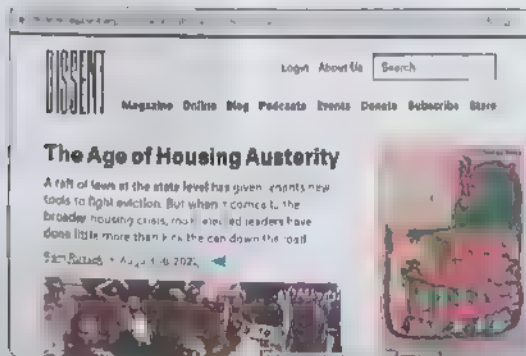 DISSENT
Login About Us Search
Magazine Online Blog Podcasts Events Donate Subscribe Store
The Age of Housing Austerity
A raft of laws at the state level has given tenants new
tools to fight eviction. But when it comes to the
broader housing crisis, most elected leaders have
done little more than kick the can down the road